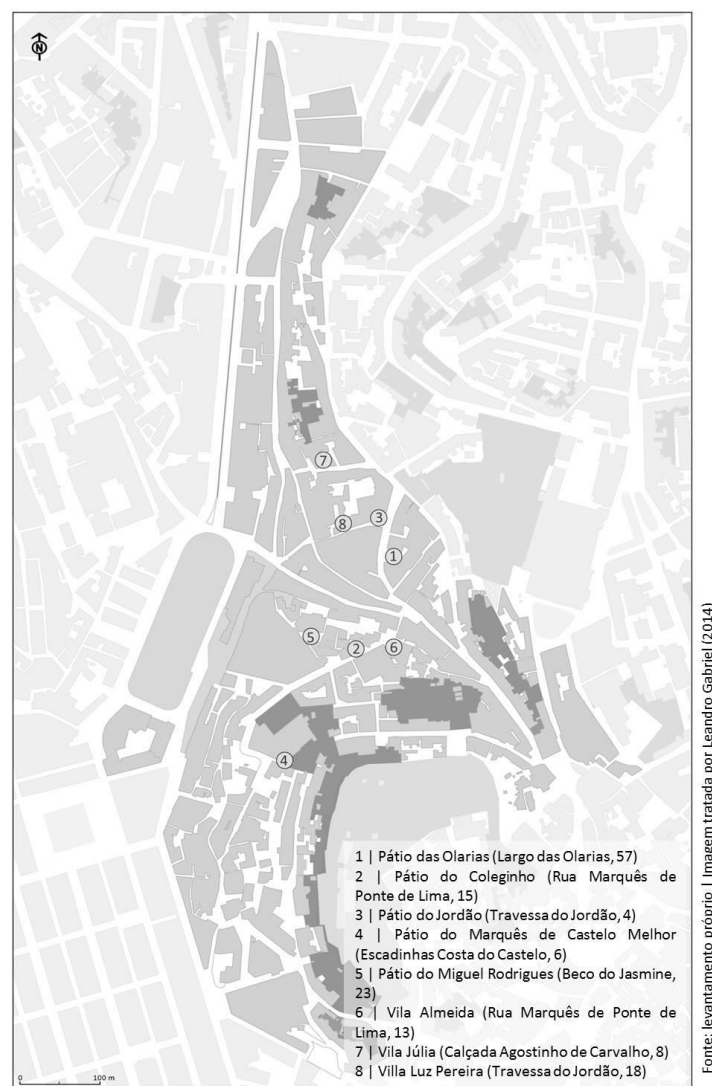 N
7
8
3
1
5
2
6
4
1 | Pátio das Olarias (Largo das Olarias, 57)
2 | Pátio do Coleginho (Rua Marquês de
Ponte de Lima, 15)
3 | Pátio do Jordão (Travessa do Jordão, 4)
4 | Pátio do Marquês de Castelo Melhor
(Escadinhas Costa do Castelo, 6)
5 | Pátio do Miguel Rodrigues (Beco do Jasmine,
23)
6 | Vila Almeida (Rua Marquês de Ponte de
Lima, 13)
7 | Vila Júlia (Calçada Agostinho de Carvalho, 8)
8 | Villa Luz Pereira (Travessa do Jordão, 18)
0 100 m
Fonte: levantamento próprio | Imagem tratada por Leandro Gabriel (2014)